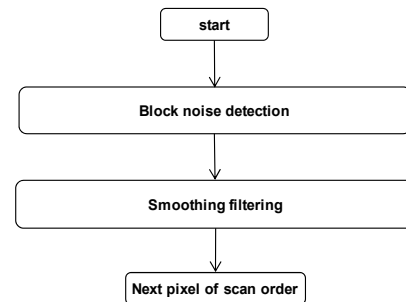 start
Block noise detection
Smoothing filtering
Next pixel of scan order